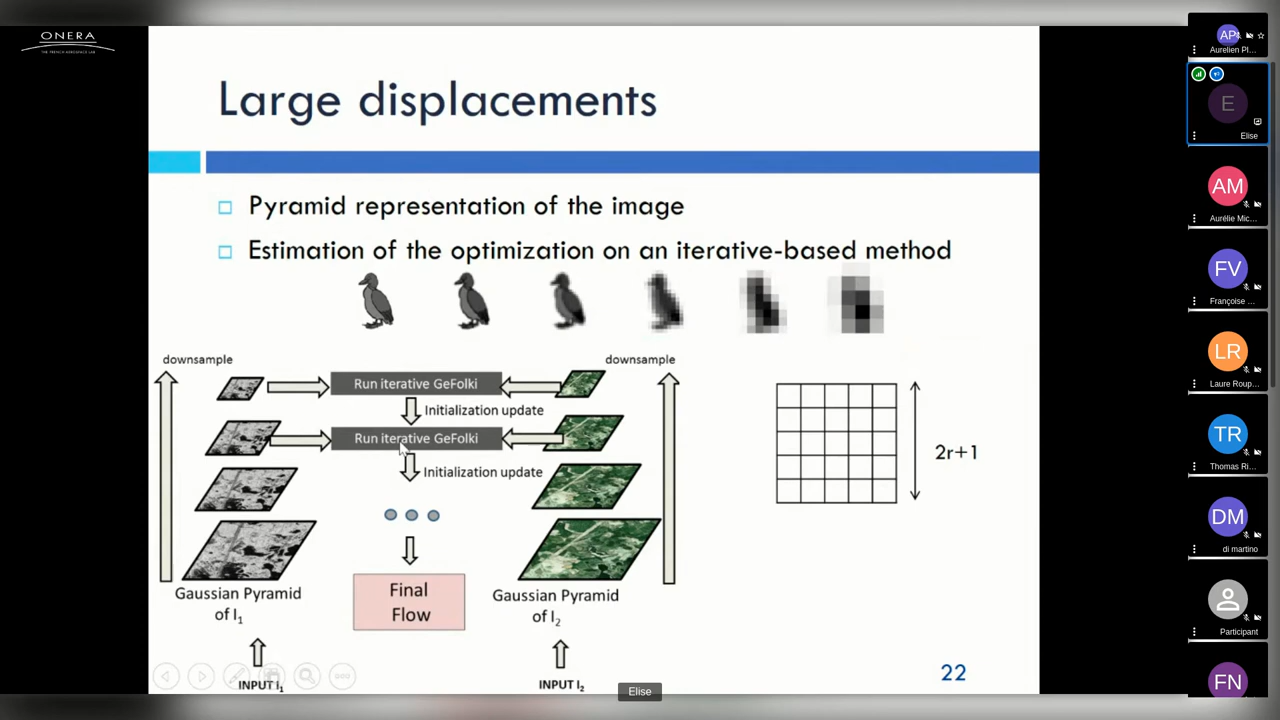 ONERA
THE FRENCH AEROSPACE LAB
Large displacements
Pyramid representation of the image
Estimation of the optimization on an iterative-based method
downsample
downsample
Run iterative GeFolki
Initialization update
Run iterative GeFolki
Initialization update
2r+1
Final
Flow
Gaussian Pyramid
of I1
Gaussian Pyramid
of I2
INPUT I1
INPUT I2
22
Elise
AP
Aurelien Pl...
E
Elise
AM
Aurélie Mic...
FV
Françoise ...
LR
Laure Roup...
TR
Thomas Ri...
DM
di martino
Participant
FN